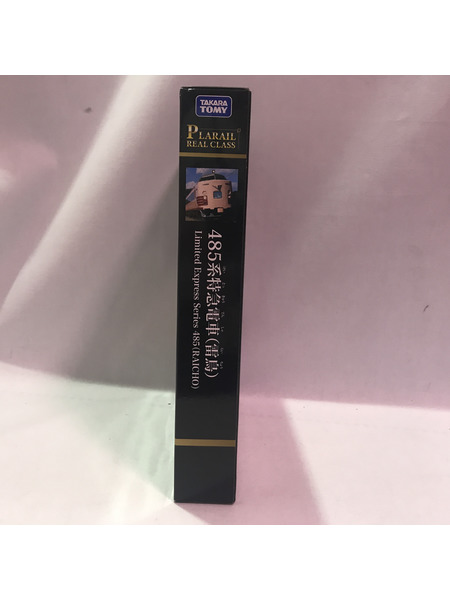 TAKARA
TOMY
PLARAIL
REAL CLASS
485系特急電車(雷鳥)
Limited Express Series 485(RAICHO)